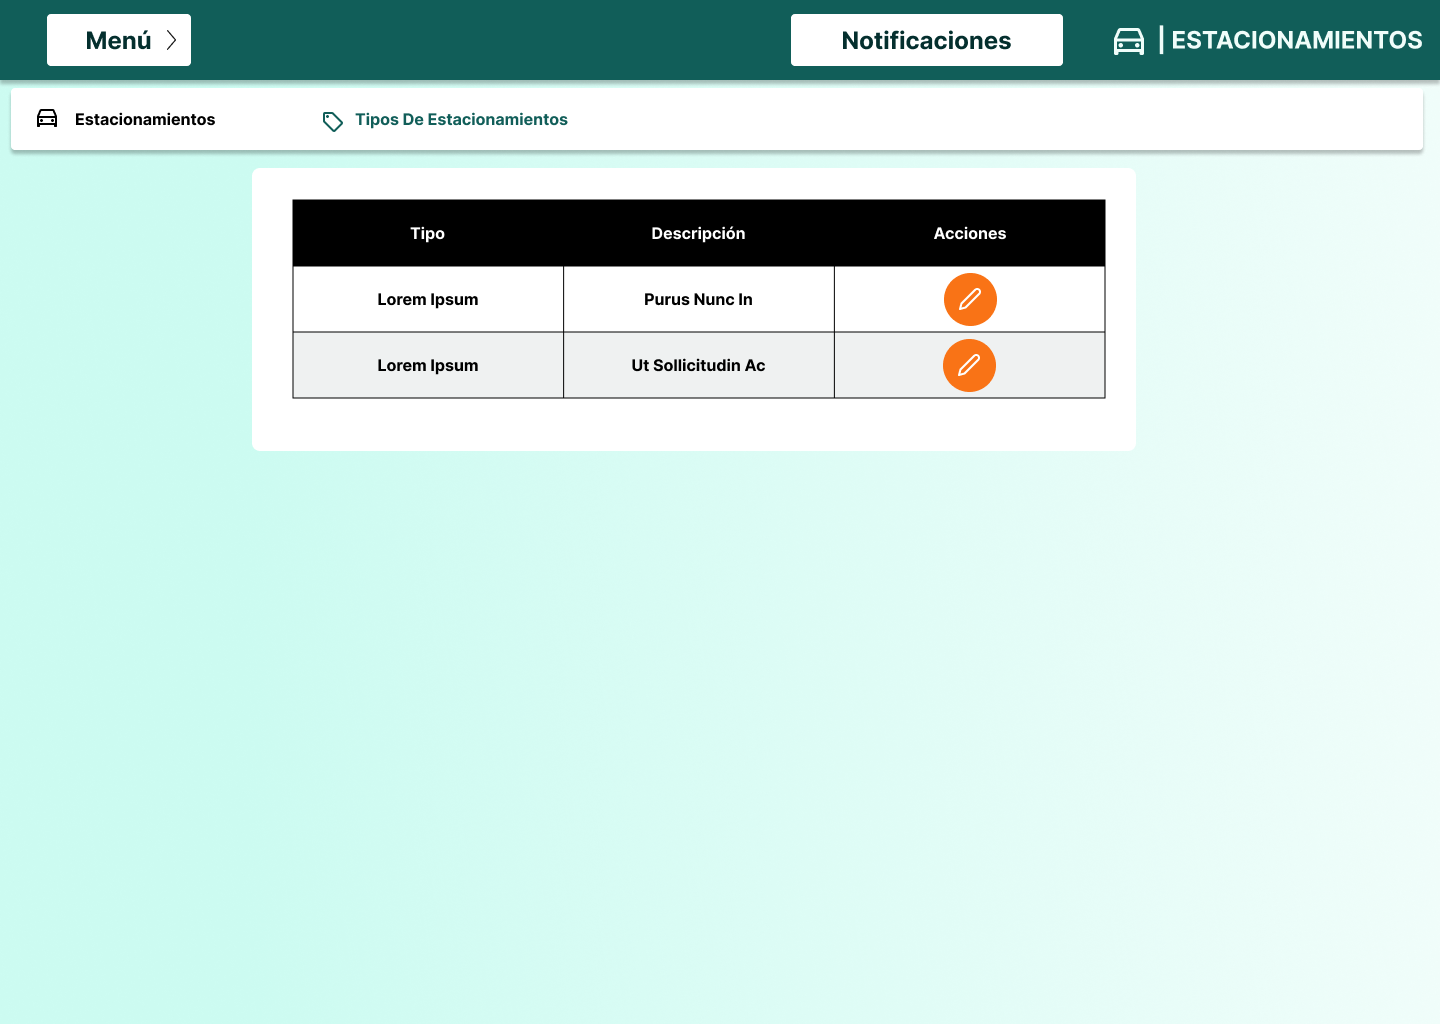 Menú
Notificaciones
| ESTACIONAMIENTOS
Estacionamientos
Tipos De Estacionamientos
Tipo Descripción Acciones
Lorem Ipsum Purus Nunc In
Lorem Ipsum Ut Sollicitudin Ac